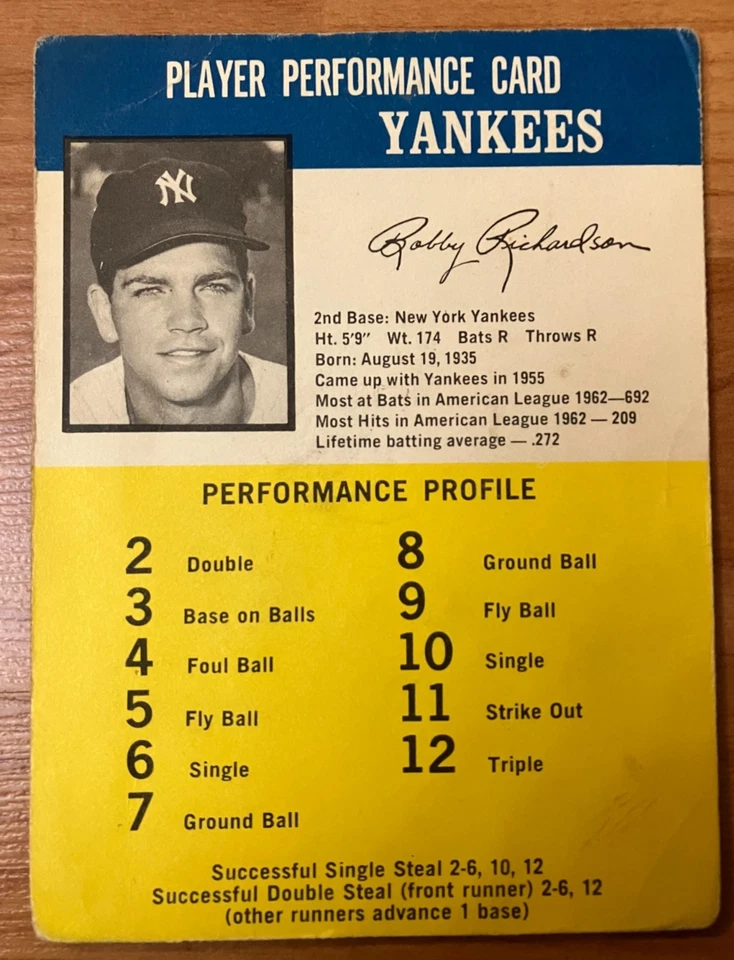 PLAYER PERFORMANCE CARD
YANKEES
NY
Bobby Richardson
2nd Base: New York Yankees
Ht. 5'9" Wt. 174 Bats R Throws R
Born: August 19, 1935
Came up with Yankees in 1955
Most at Bats in American League 1962—692
Most Hits in American League 1962 — 209
Lifetime batting average — .272
PERFORMANCE PROFILE
2 Double
3 Base on Balls
4 Foul Ball
5 Fly Ball
6 Single
7 Ground Ball
8 Ground Ball
9 Fly Ball
10 Single
11 Strike Out
12 Triple
Successful Single Steal 2-6, 10, 12
Successful Double Steal (front runner) 2-6, 12
(other runners advance 1 base)